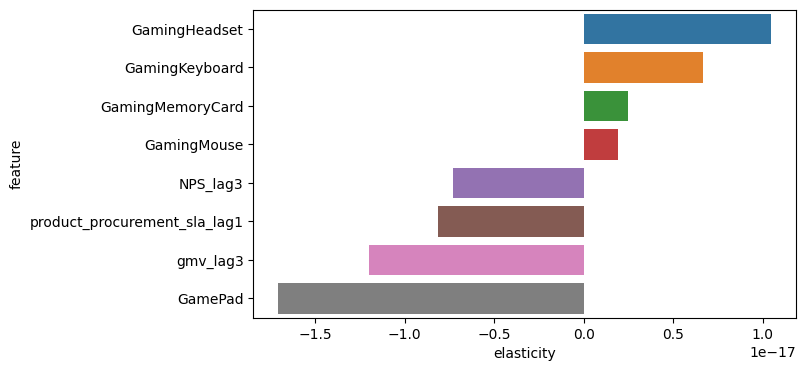 GamingHeadset
GamingKeyboard
GamingMemoryCard
GamingMouse
NPS_lag3
product_procurement_sla_lag1
gmv_lag3
GamePad
feature
−1.5 −1.0 −0.5 0.0 0.5 1.0
elasticity
1e−17